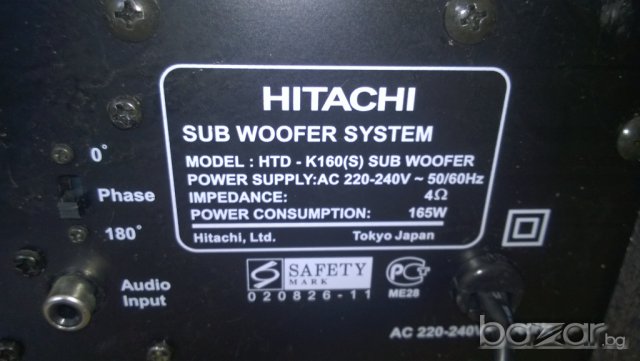 HITACHI
SUB WOOFER SYSTEM
MODEL : HTD - K160(S) SUB WOOFER
POWER SUPPLY:AC 220-240V ~ 50/60Hz
IMPEDANCE: 4Ω
POWER CONSUMPTION: 165W
Hitachi, Ltd. Tokyo Japan
0°
Phase
180°
Audio
Input
S SAFETY
MARK
020826-11
PCT
ME28
AC 220-240V
bazar.bg